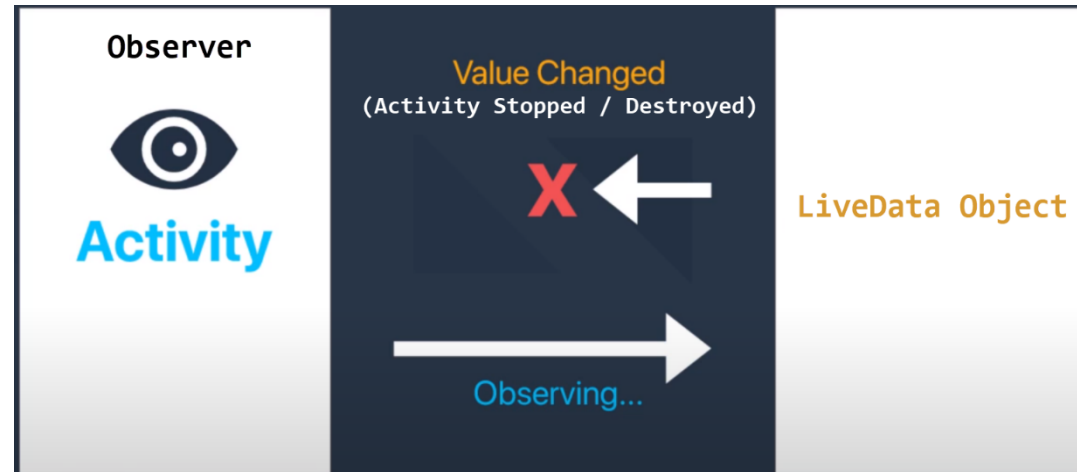 Observer
Activity
Value Changed
(Activity Stopped / Destroyed)
X
Observing...
LiveData Object